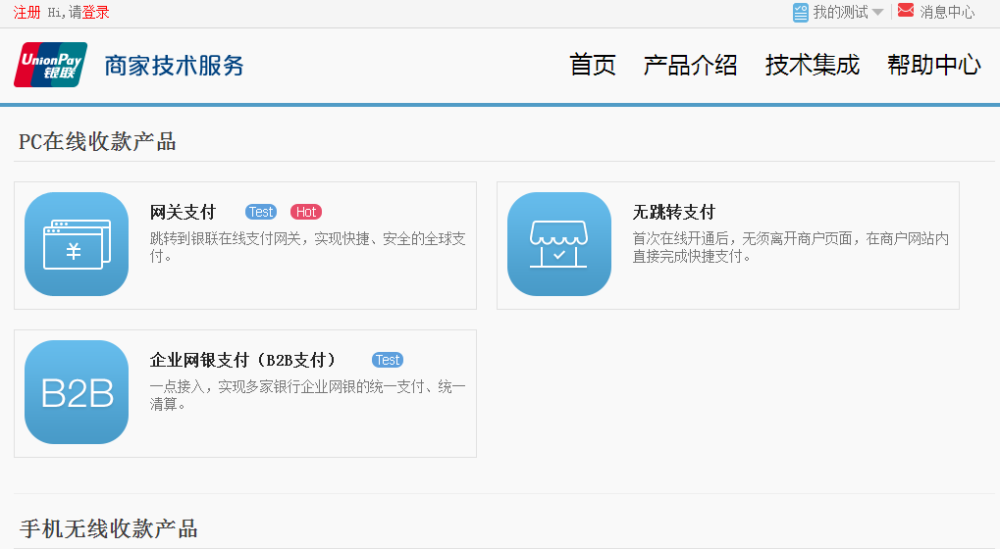 注册 Hi,请登录 我的测试 消息中心
UnionPay
银联
商家技术服务 首页 产品介绍 技术集成 帮助中心
PC在线收款产品
网关支付 Test Hot
跳转到银联在线支付网关，实现快捷、安全的全球支
付。
无跳转支付
首次在线开通后，无须离开商户页面，在商户网站内
直接完成快捷支付。
B2B
企业网银支付（B2B支付） Test
一点接入，实现多家银行企业网银的统一支付、统一
清算。
手机无线收款产品